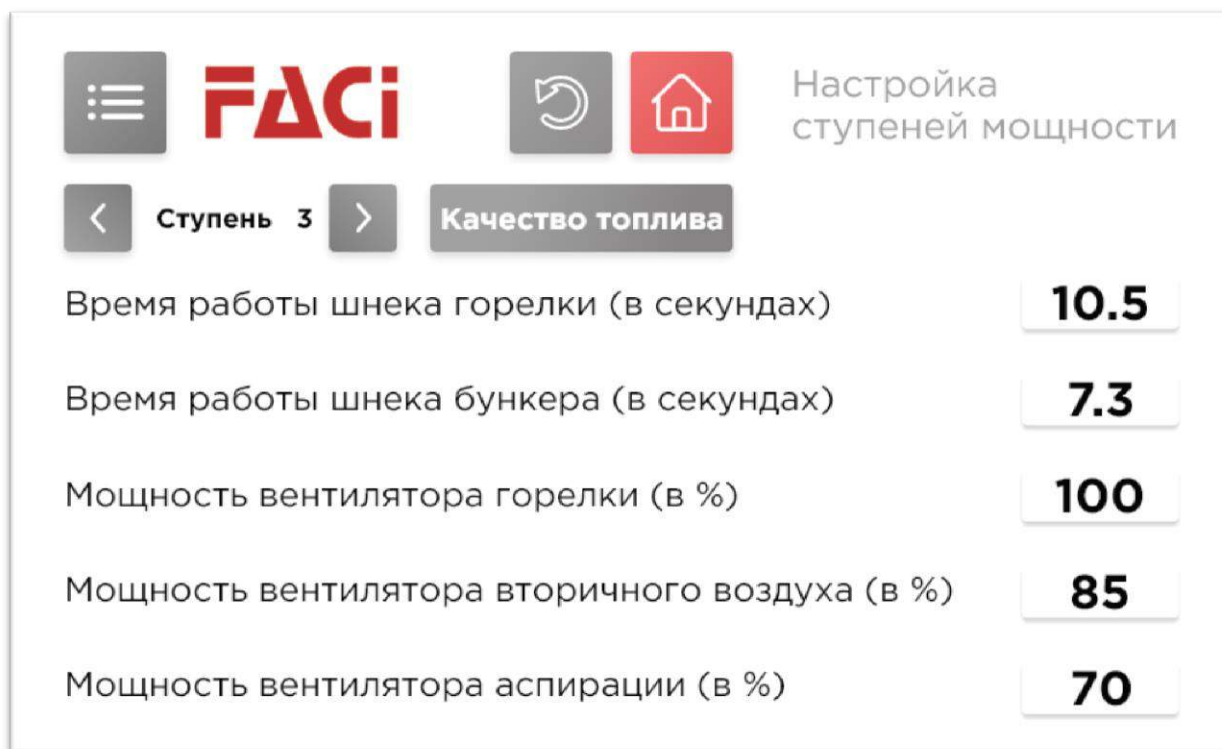 FACi
Настройка
ступеней мощности
Ступень 3
Качество топлива
Время работы шнека горелки (в секундах) 10.5
Время работы шнека бункера (в секундах) 7.3
Мощность вентилятора горелки (в %) 100
Мощность вентилятора вторичного воздуха (в %) 85
Мощность вентилятора аспирации (в %) 70